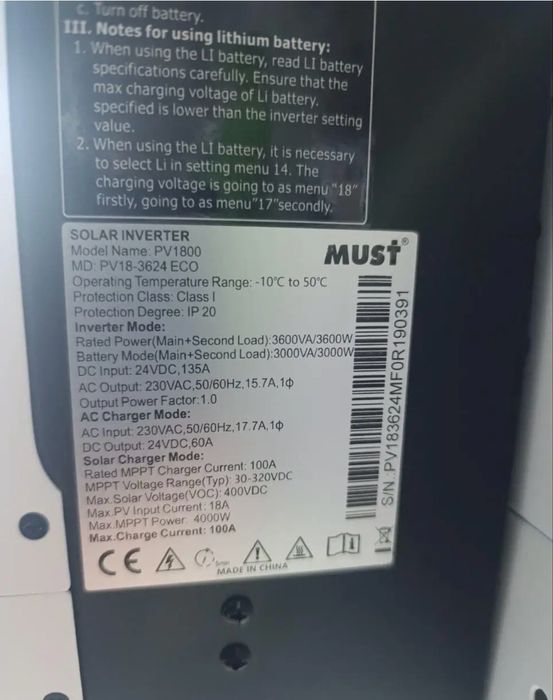 C. Turn off battery.
III. Notes for using lithium battery:
1. When using the LI battery, read LI battery
specifications carefully. Ensure that the
max charging voltage of Li battery.
specified is lower than the inverter setting
value.
2. When using the LI battery, it is necessary
to select Li in setting menu 14. The
charging voltage is going to as menu "18"
firstly, going to as menu"17"secondly.
SOLAR INVERTER
MUST®
Model Name: PV1800
MD: PV18-3624 ECO
Operating Temperature Range: -10℃ to 50℃
Protection Class: Class I
Protection Degree: IP 20
Inverter Mode:
Rated Power(Main+Second Load):3600VA/3600W
Battery Mode(Main+Second Load):3000VA/3000W
DC Input: 24VDC,135A
AC Output: 230VAC,50/60Hz,15.7A,1ϕ
Output Power Factor:1.0
AC Charger Mode:
AC Input: 230VAC,50/60Hz,17.7A,1ϕ
DC Output: 24VDC,60A
Solar Charger Mode:
Rated MPPT Charger Current: 100A
MPPT Voltage Range(Typ): 30-320VDC
Max.Solar Voltage(VOC): 400VDC
Max.PV Input Current: 18A
Max.MPPT Power: 4000W
Max.Charge Current: 100A
S/N.:PV183624MF0R190391
CE
MADE IN CHINA